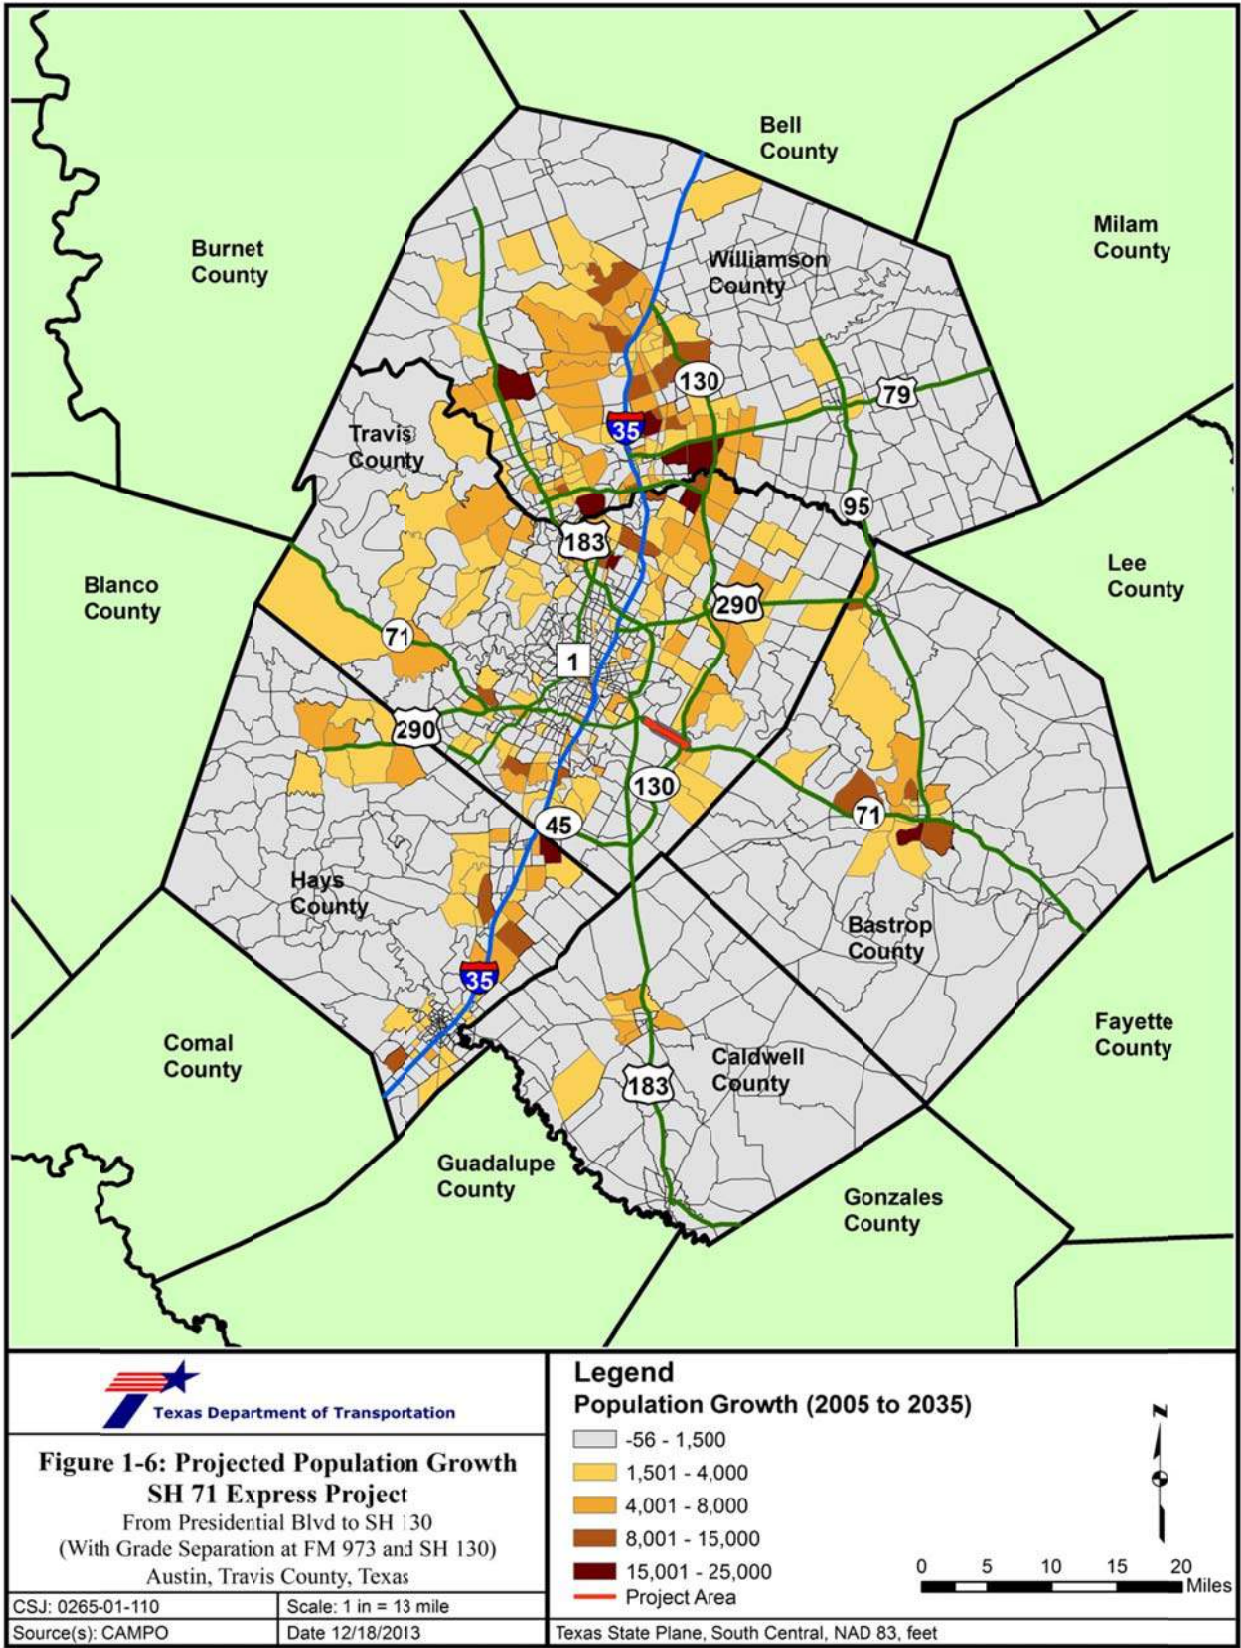 Bell
County
Milam
County
Burnet
County
Williamson
County
130
79
35
Travis
County
95
183
Lee
County
Blanco
County
290
71
1
290
130
71
45
Hays
County
Bastrop
County
35
Fayette
County
Comal
County
Caldwell
County
183
Guadalupe
County
Gonzales
County
Texas Department of Transportation
Figure 1-6: Projected Population Growth
SH 71 Express Project
From Presidential Blvd to SH 130
(With Grade Separation at FM 973 and SH 130)
Austin, Travis County, Texas
CSJ: 0265-01-110
Scale: 1 in = 13 mile
Source(s): CAMPO
Date 12/18/2013
Legend
Population Growth (2005 to 2035)
-56 - 1,500
1,501 - 4,000
4,001 - 8,000
8,001 - 15,000
15,001 - 25,000
Project Area
N
0 5 10 15 20
Miles
Texas State Plane, South Central, NAD 83, feet